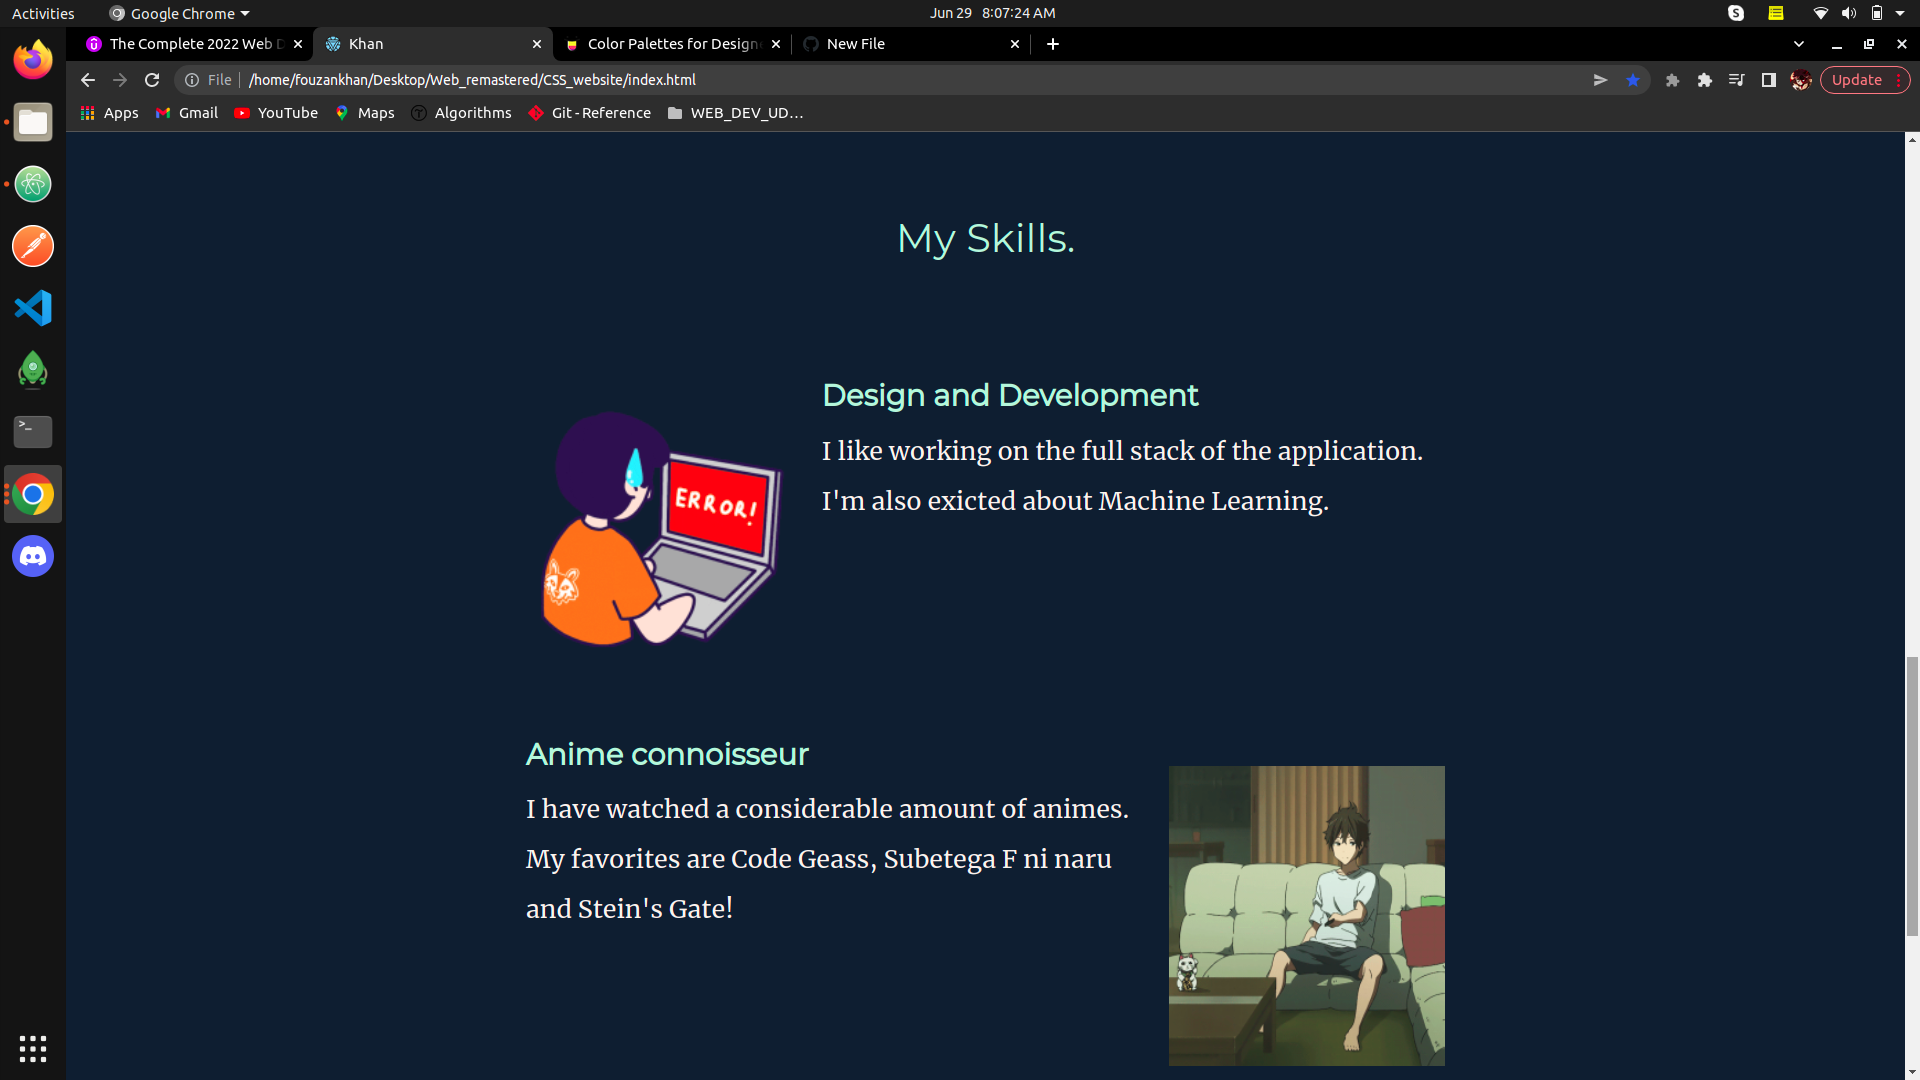 Activities
Google Chrome
Jun 29 8:07:24 AM
S
The Complete 2022 Web D
Khan
Color Palettes for Design
New File
File
/home/fouzankhan/Desktop/Web_remastered/CSS_website/index.html
Update
Apps
Gmail
YouTube
Maps
Algorithms
Git - Reference
WEB_DEV_UD...
My Skills.
Design and Development
I like working on the full stack of the application.
I'm also exicted about Machine Learning.
ERROR!
Anime connoisseur
I have watched a considerable amount of animes.
My favorites are Code Geass, Subetega F ni naru
and Stein's Gate!